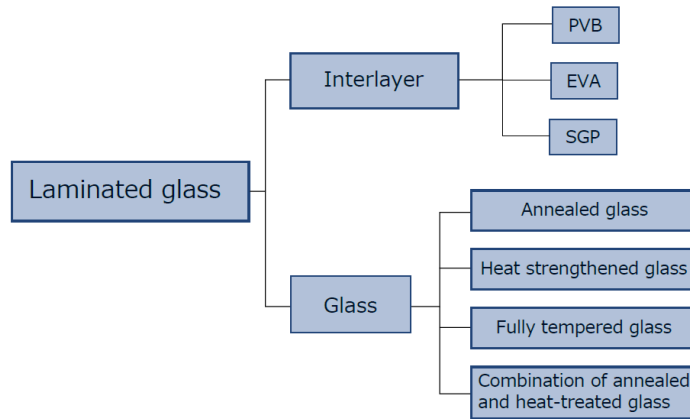 PVB
Interlayer
EVA
SGP
Laminated glass
Annealed glass
Heat strengthened glass
Glass
Fully tempered glass
Combination of annealed
and heat-treated glass